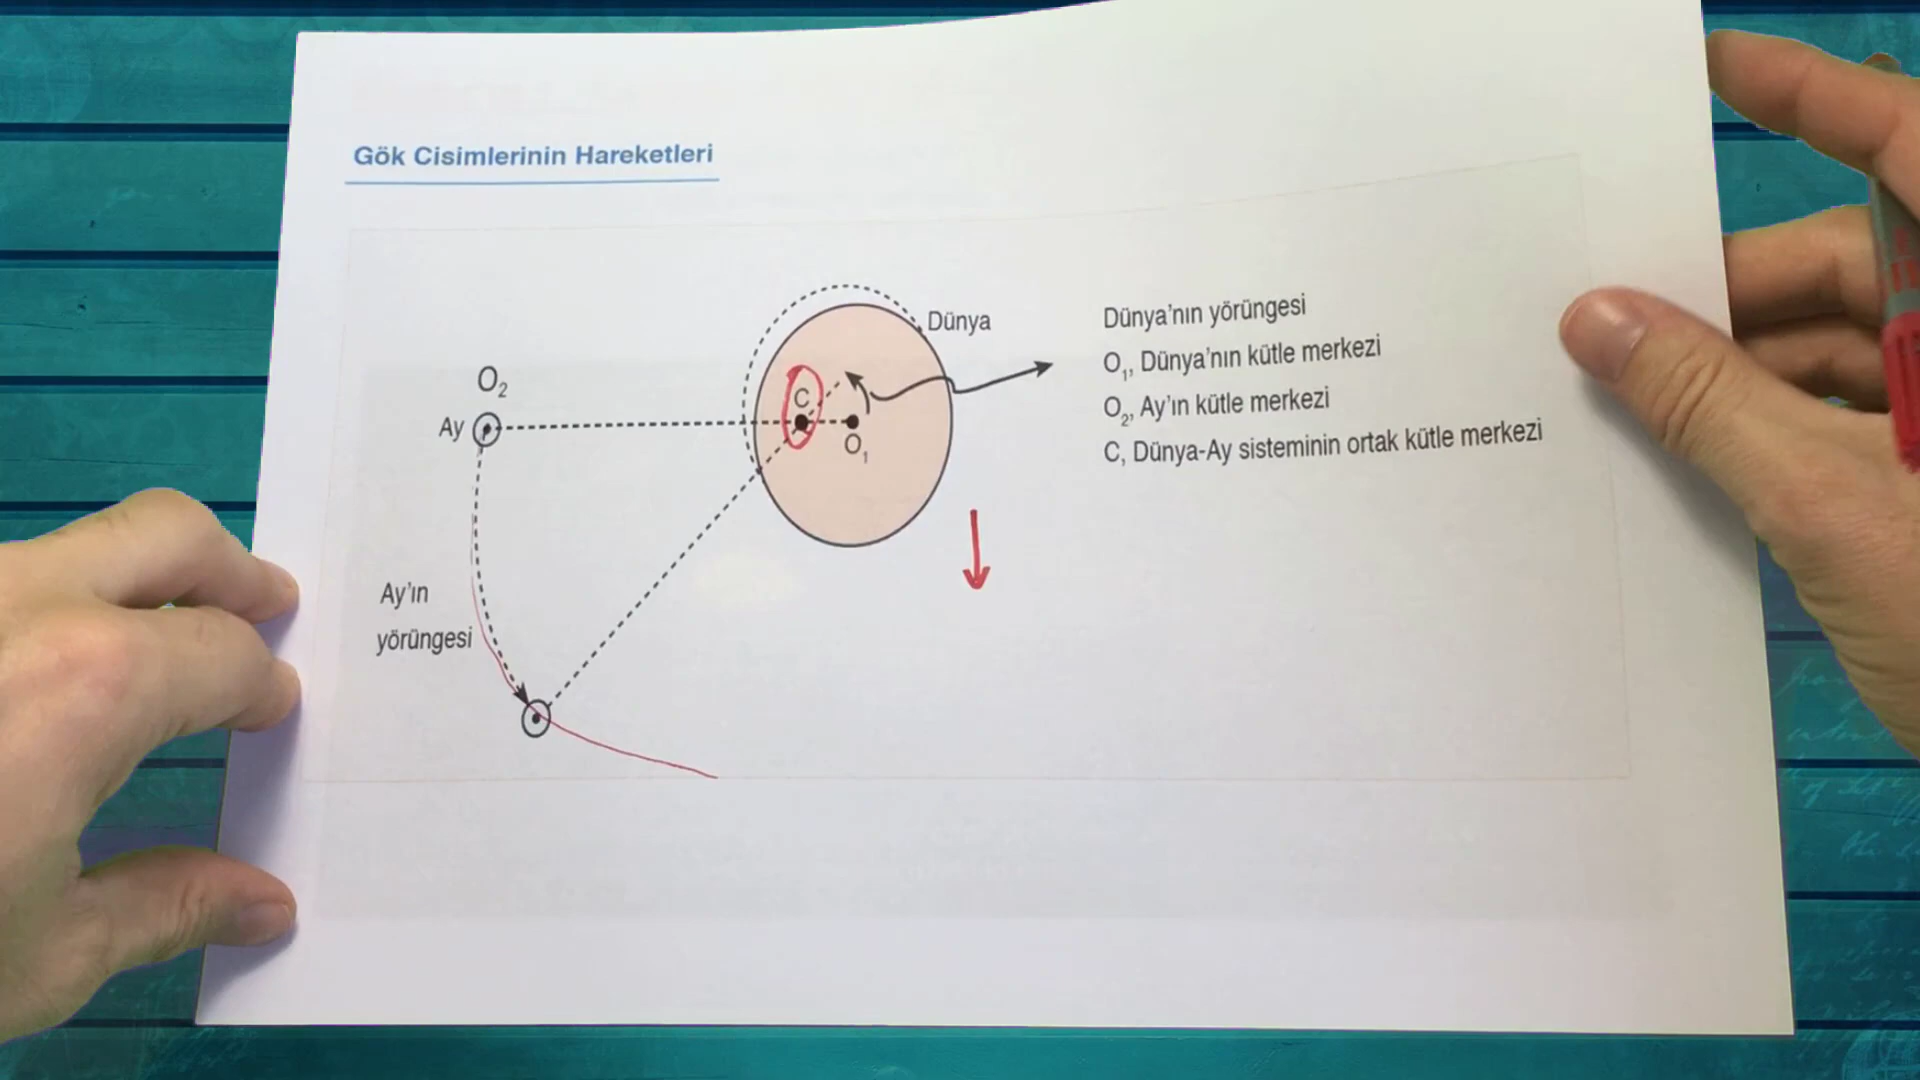 Gök Cisimlerinin Hareketleri
Dünya
Dünya'nın yörüngesi
O1, Dünya'nın kütle merkezi
O2, Ay'ın kütle merkezi
C, Dünya-Ay sisteminin ortak kütle merkezi
O2
Ay
C
O1
Ay'ın
yörüngesi